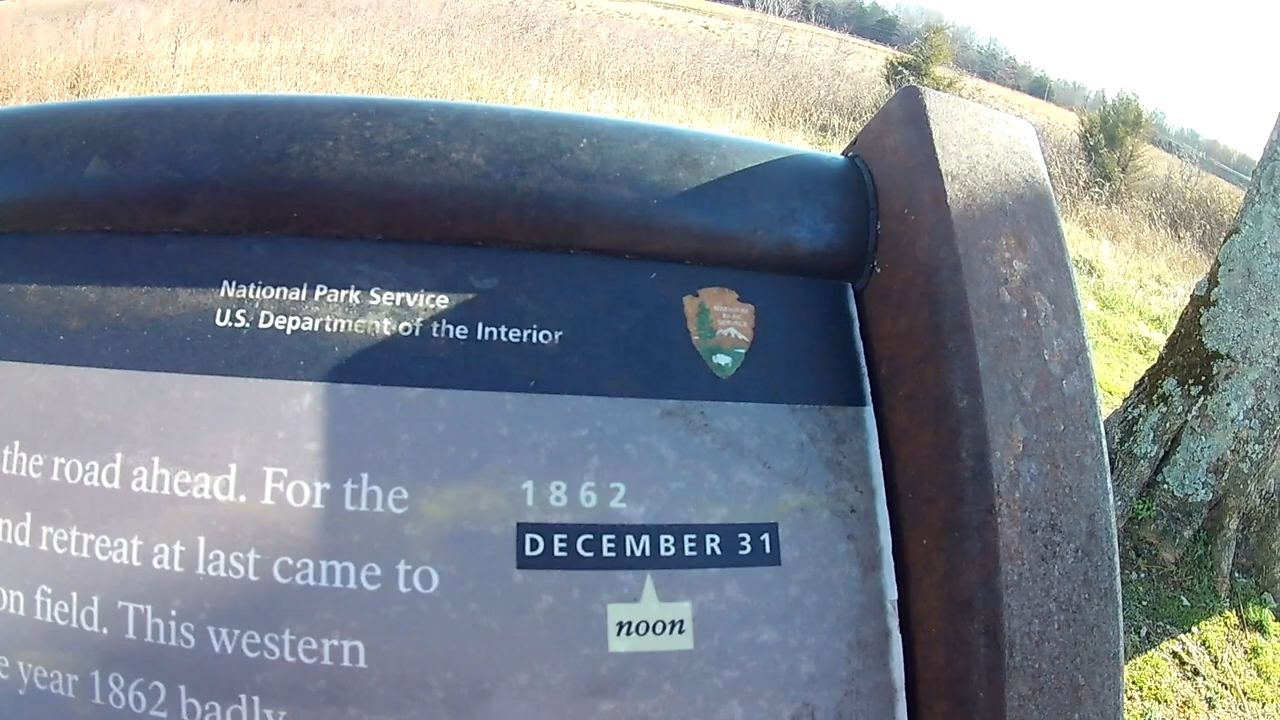 National Park Service
U.S. Department of the Interior
the road ahead. For the
nd retreat at last came to
on field. This western
e year 1862 badly
1862
DECEMBER 31
noon